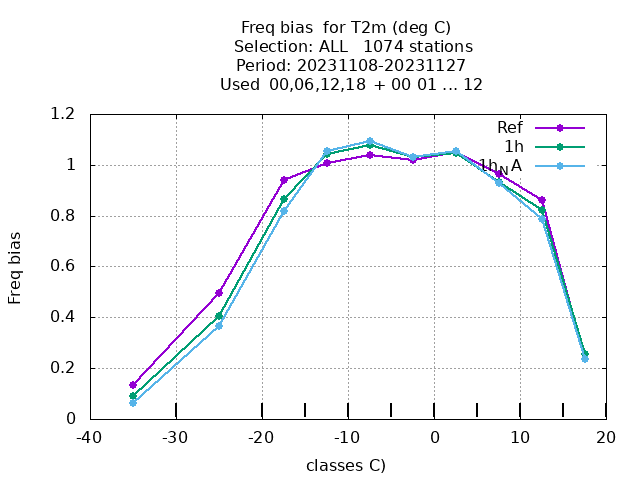 Freq bias  for T2m (deg C)
Selection: ALL   1074 stations
Period: 20231108-20231127
Used  00,06,12,18  + 00 01 ... 12
Ref
1h
1h_NA
1.2
1
0.8
0.6
0.4
0.2
0
Freq bias
-40
-30
-20
-10
0
10
20
classes C)